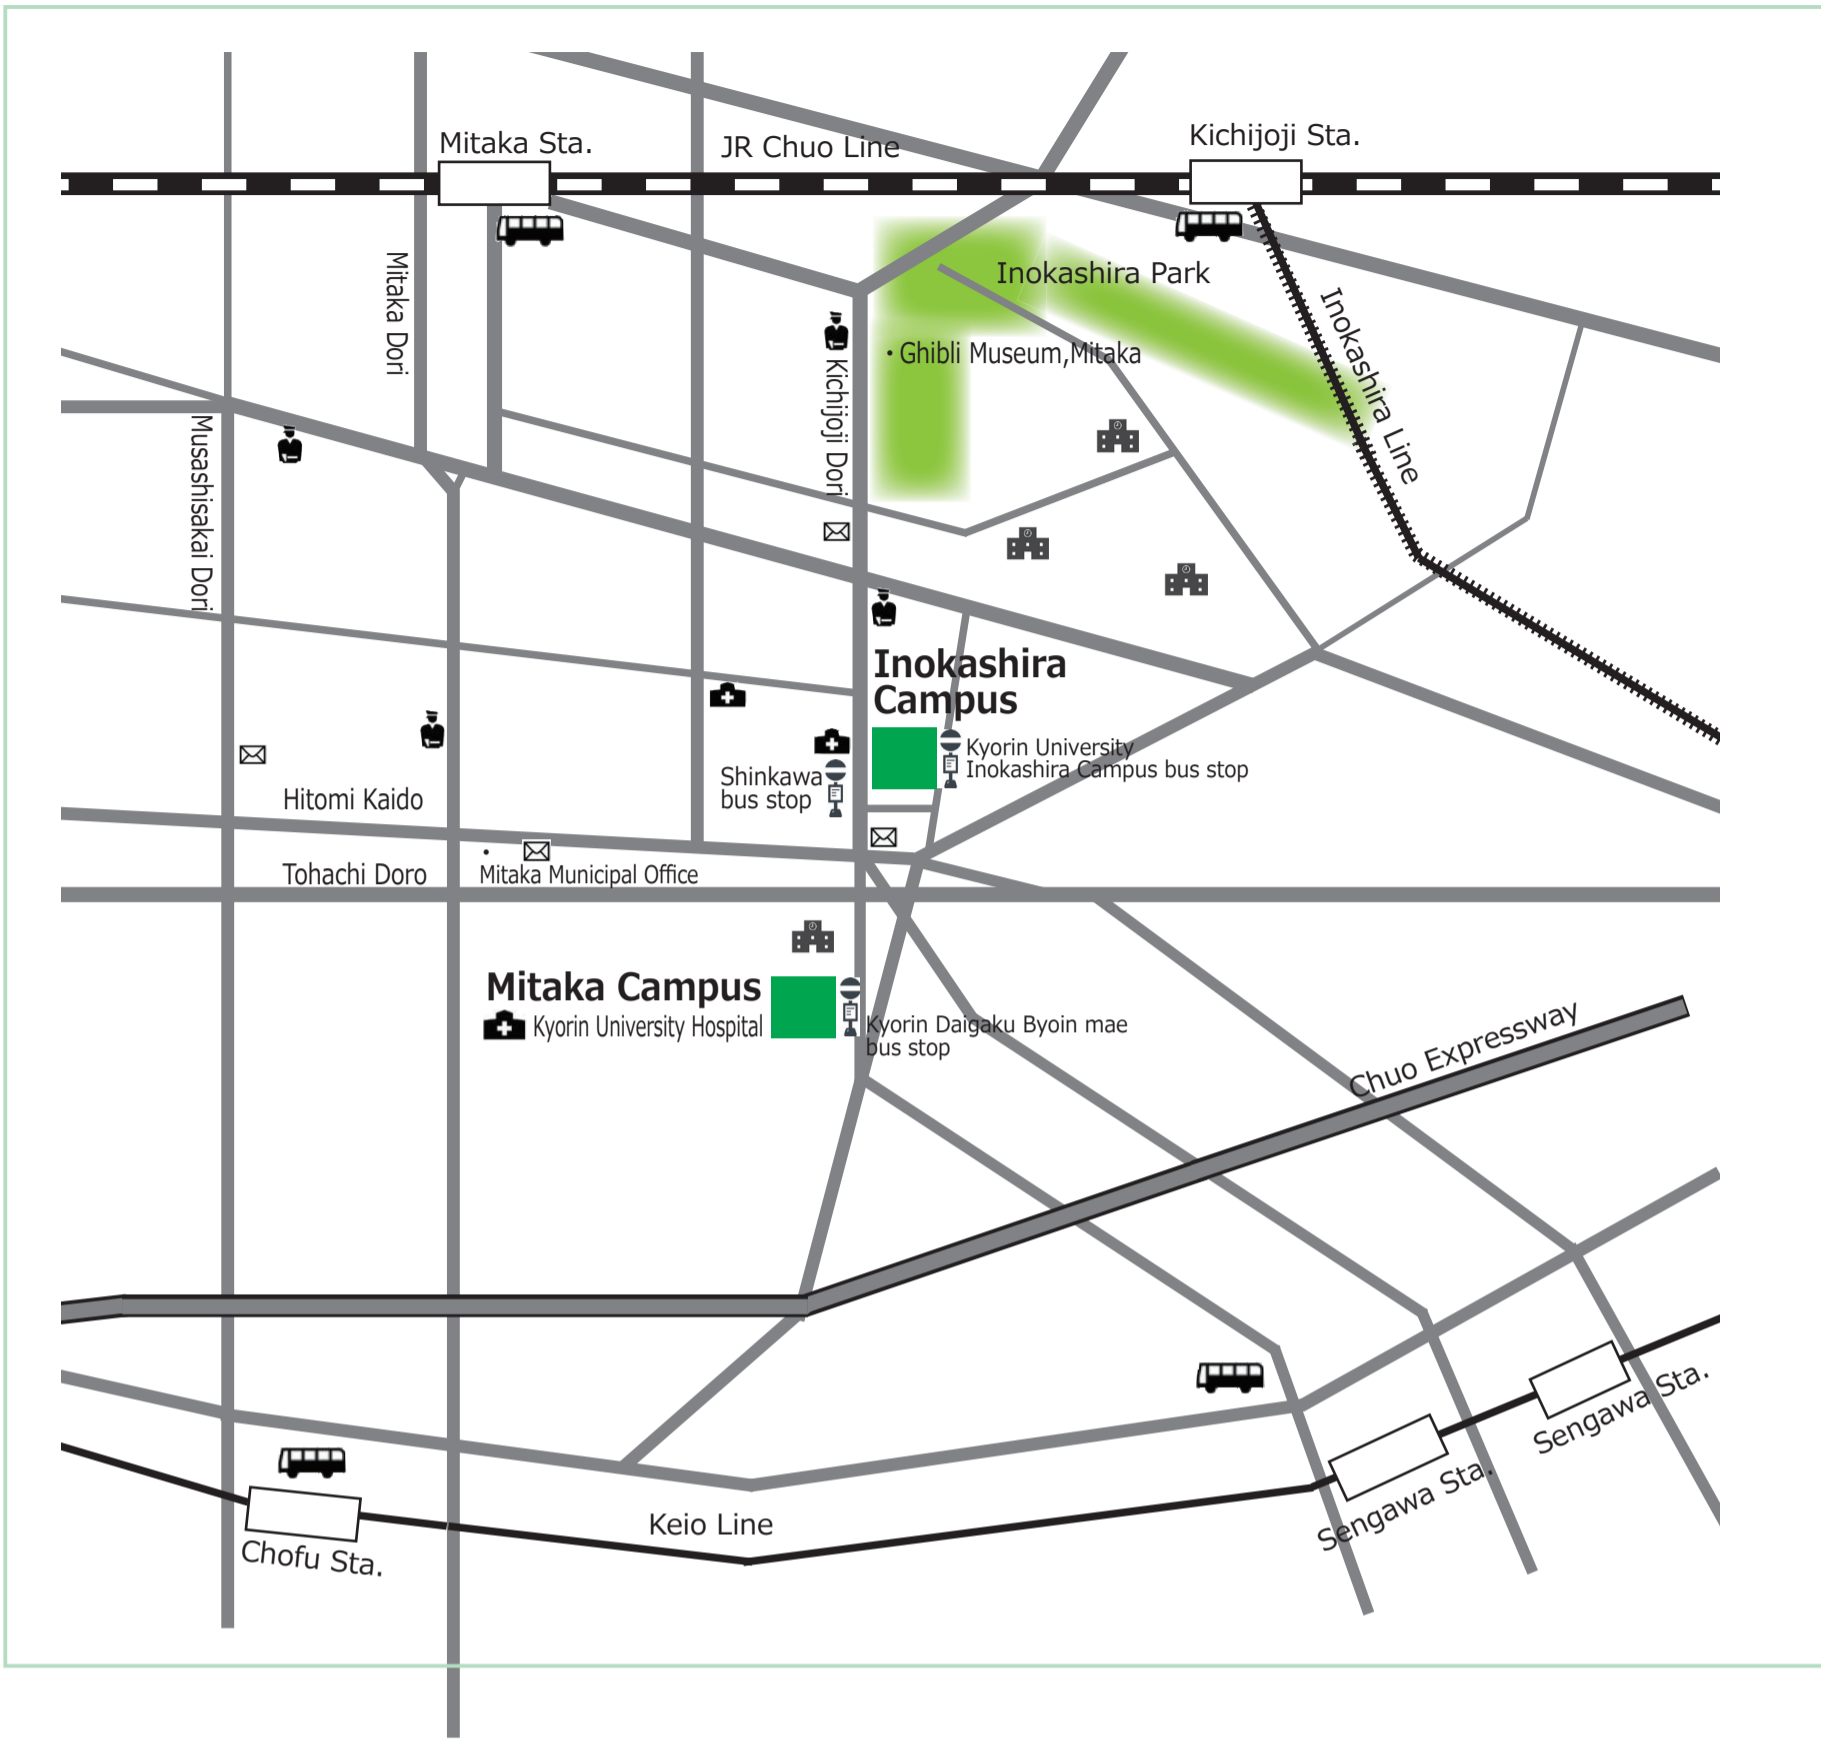 Mitaka Sta.
JR Chuo Line
Kichijoji Sta.
Mitaka Dori
Inokashira Park
Inokashira Line
Ghibli Museum,Mitaka
Kichijoji Dori
Musashisakai Dori
Inokashira
Campus
Kyorin University
Inokashira Campus bus stop
Shinkawa
bus stop
Hitomi Kaido
Tohachi Doro
Mitaka Municipal Office
Mitaka Campus
Kyorin University Hospital
Kyorin Daigaku Byoin mae
bus stop
Chuo Expressway
Sengawa Sta.
Sengawa Sta.
Keio Line
Chofu Sta.